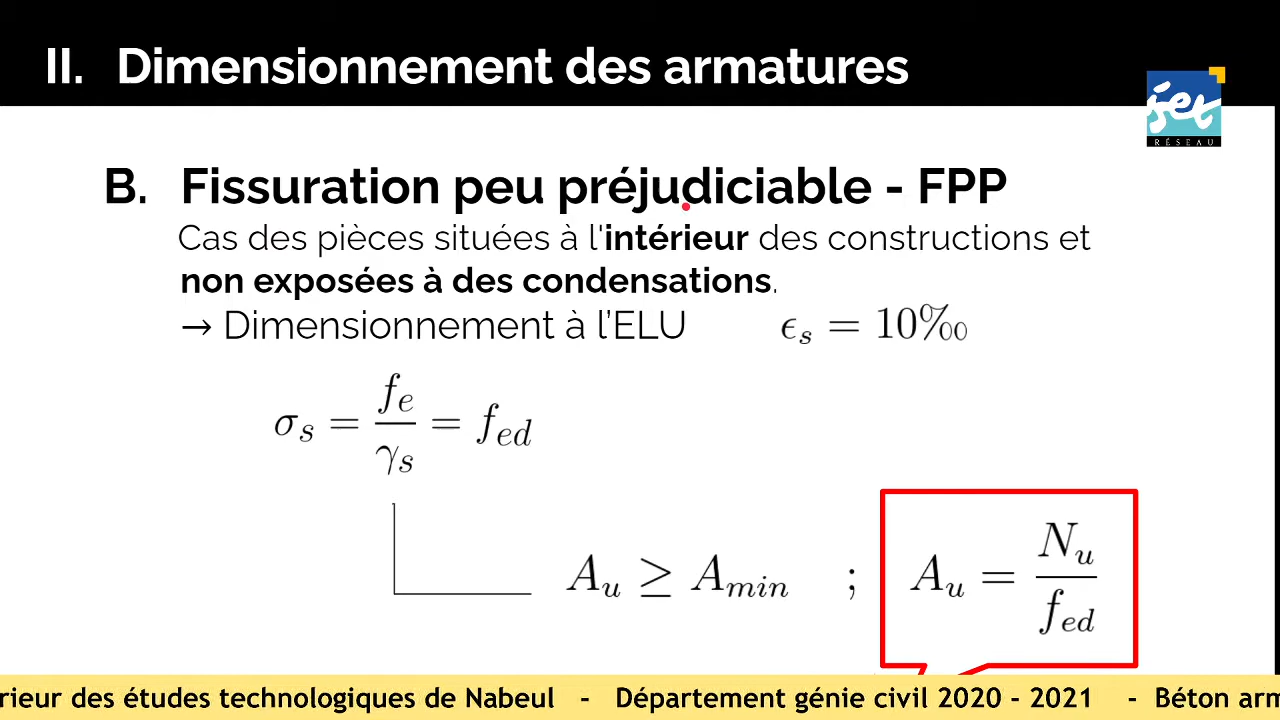 II. Dimensionnement des armatures
iset
RÉSEAU
B. Fissuration peu préjudiciable - FPP
Cas des pièces situées à l'intérieur des constructions et
non exposées à des condensations.
→ Dimensionnement à l’ELU ϵs = 10‰
σs = fe/γs = fed
Au ≥ Amin ; Au = Nu/fed
rieur des études technologiques de Nabeul - Département génie civil 2020 - 2021 - Béton arm